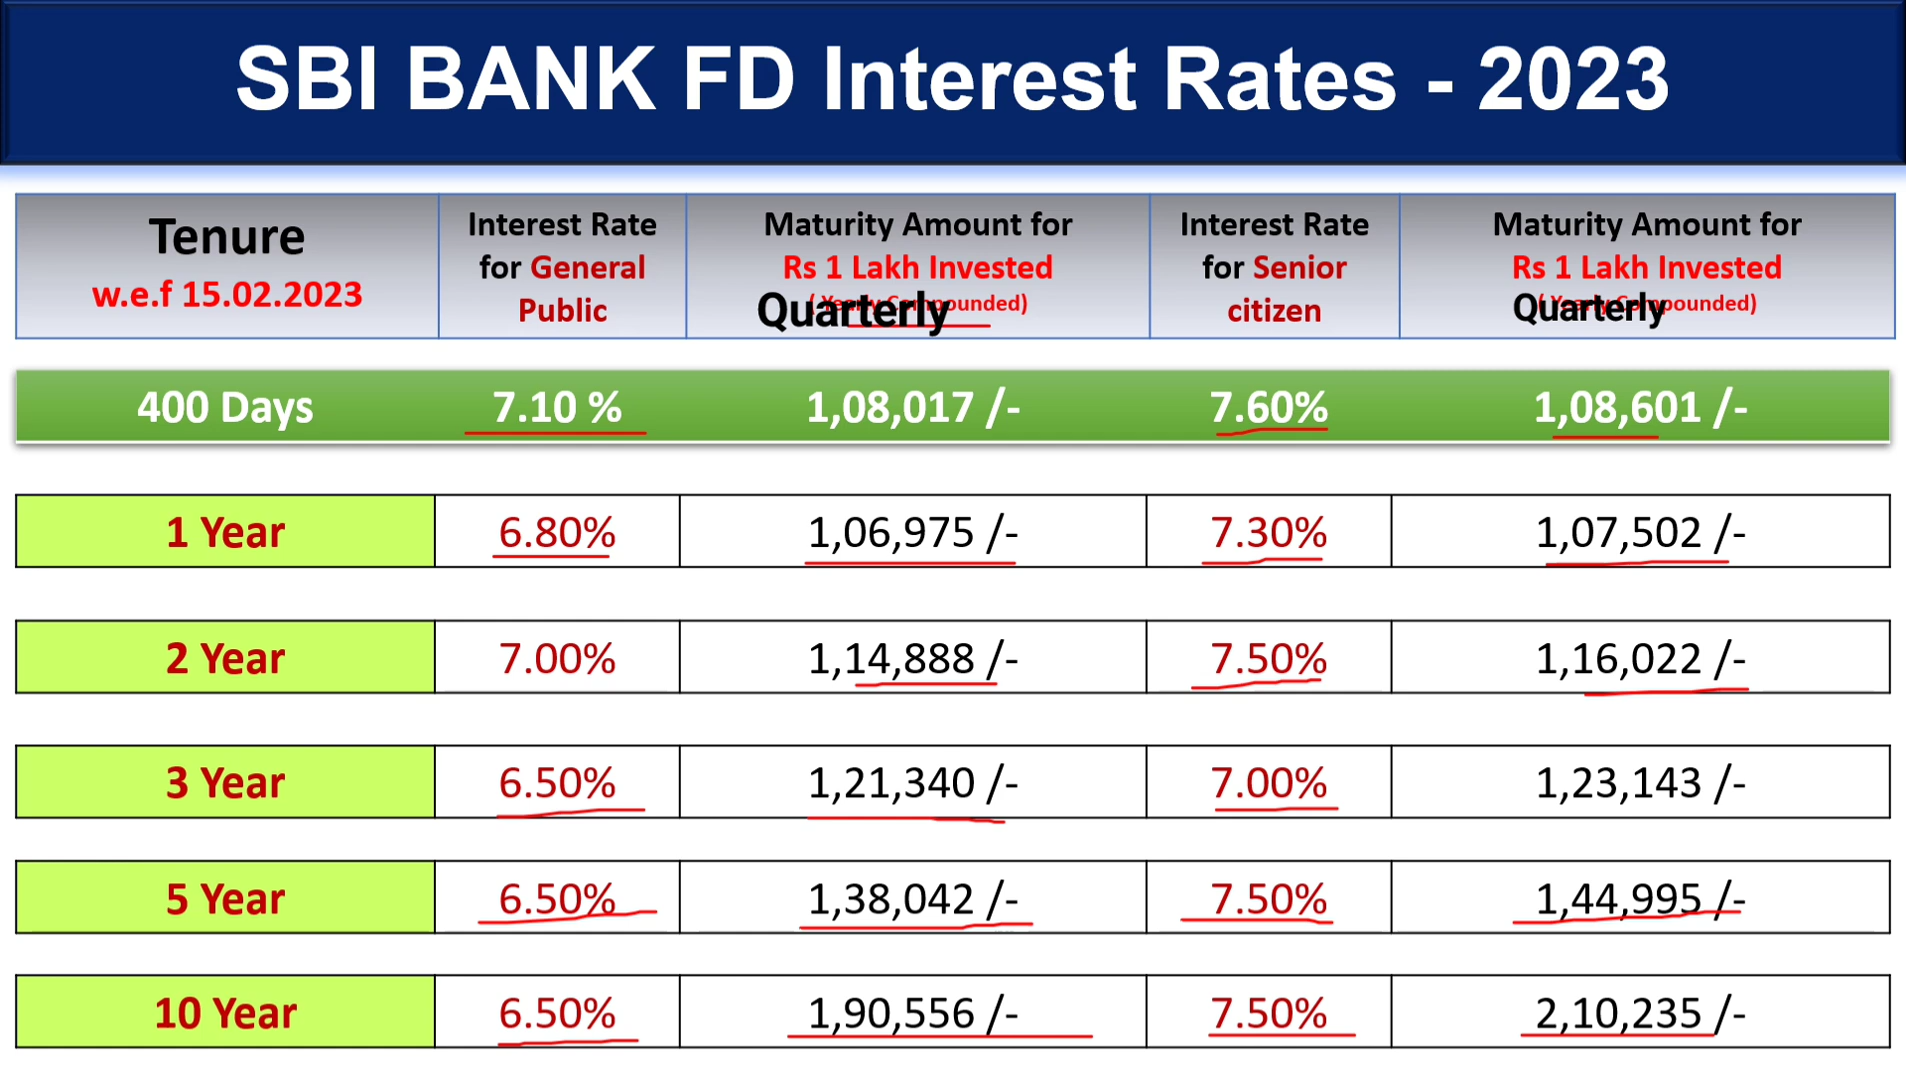 SBI BANK FD Interest Rates - 2023
Tenure
w.e.f 15.02.2023
Interest Rate
for General
Public
Maturity Amount for
Rs 1 Lakh Invested
( Yearly Compounded)
Quarterly
Interest Rate
for Senior
citizen
Maturity Amount for
Rs 1 Lakh Invested
( Yearly Compounded)
Quarterly
400 Days 7.10 % 1,08,017 /- 7.60% 1,08,601 /-
1 Year 6.80% 1,06,975 /- 7.30% 1,07,502 /-
2 Year 7.00% 1,14,888 /- 7.50% 1,16,022 /-
3 Year 6.50% 1,21,340 /- 7.00% 1,23,143 /-
5 Year 6.50% 1,38,042 /- 7.50% 1,44,995 /-
10 Year 6.50% 1,90,556 /- 7.50% 2,10,235 /-